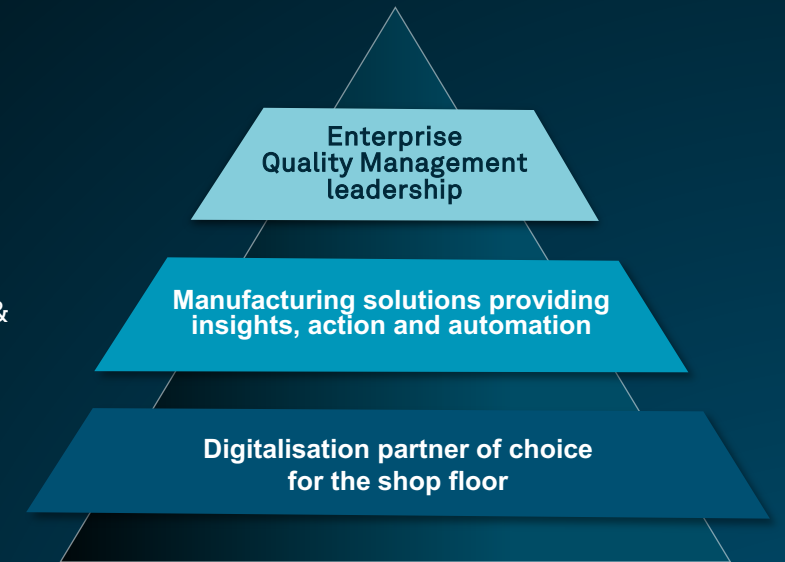 Enterprise
Quality Management
leadership
&
Manufacturing solutions providing
insights, action and automation
Digitalisation partner of choice
for the shop floor